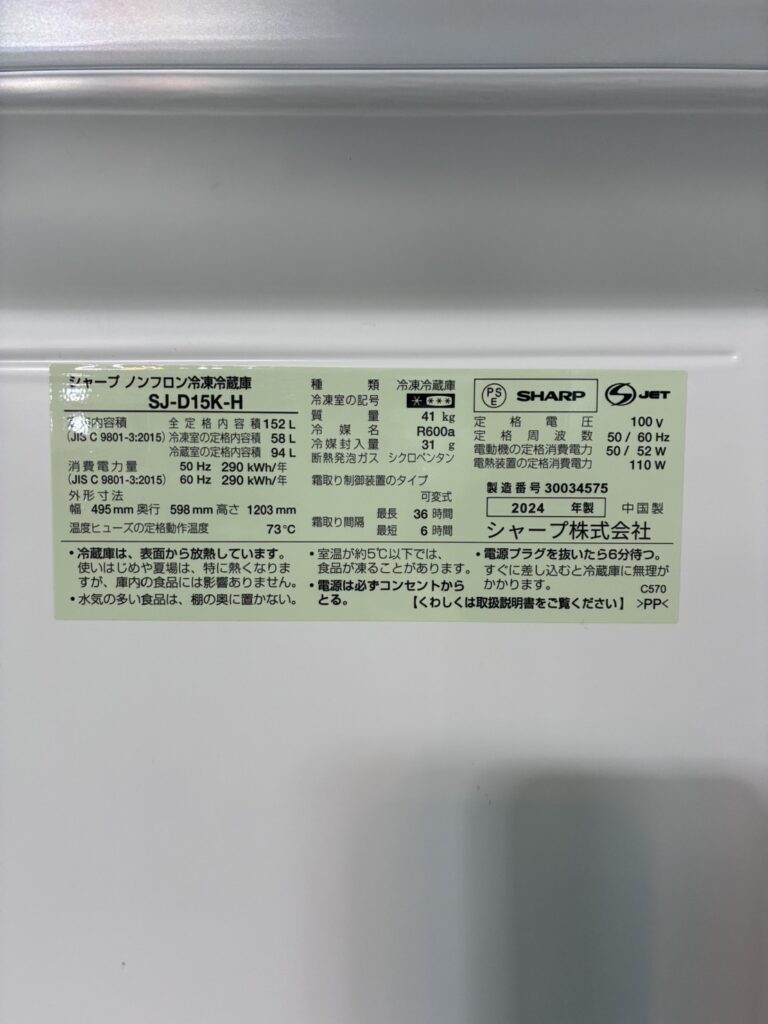 シャープ ノンフロン冷凍冷蔵庫
SJ-D15K-H
定格内容積 全定格内容積 152 L
(JIS C 9801-3:2015) 冷凍室の定格内容積 58 L
冷蔵室の定格内容積 94 L
消費電力量 50 Hz 290 kWh/年
(JIS C 9801-3:2015) 60 Hz 290 kWh/年
外形寸法
幅 495 mm 奥行 598 mm 高さ 1203 mm
温度ヒューズの定格動作温度 73 ℃
種類 冷凍冷蔵庫
冷凍室の記号 * ***
質量 41 kg
冷媒名 R600a
冷媒封入量 31 g
断熱発泡ガス シクロペンタン
霜取り制御装置のタイプ
可変式
霜取り間隔 最長 36 時間
最短 6 時間
PS
E
SHARP
S JET
定格電圧 100 V
定格周波数 50 / 60 Hz
電動機の定格消費電力 50 / 52 W
電熱装置の定格消費電力 110 W
製造番号 30034575
2024 年製 中国製
シャープ株式会社
・冷蔵庫は、表面から放熱しています。
使いはじめや夏場は、特に熱くなりま
すが、庫内の食品には影響ありません。
・水気の多い食品は、棚の奥に置かない。
・室温が約5℃以下では、
食品が凍ることがあります。
・電源は必ずコンセントから
とる。
・電源プラグを抜いたら6分待つ。
すぐに差し込むと冷蔵庫に無理が
かかります。
C570
【くわしくは取扱説明書をご覧ください】 >PP<